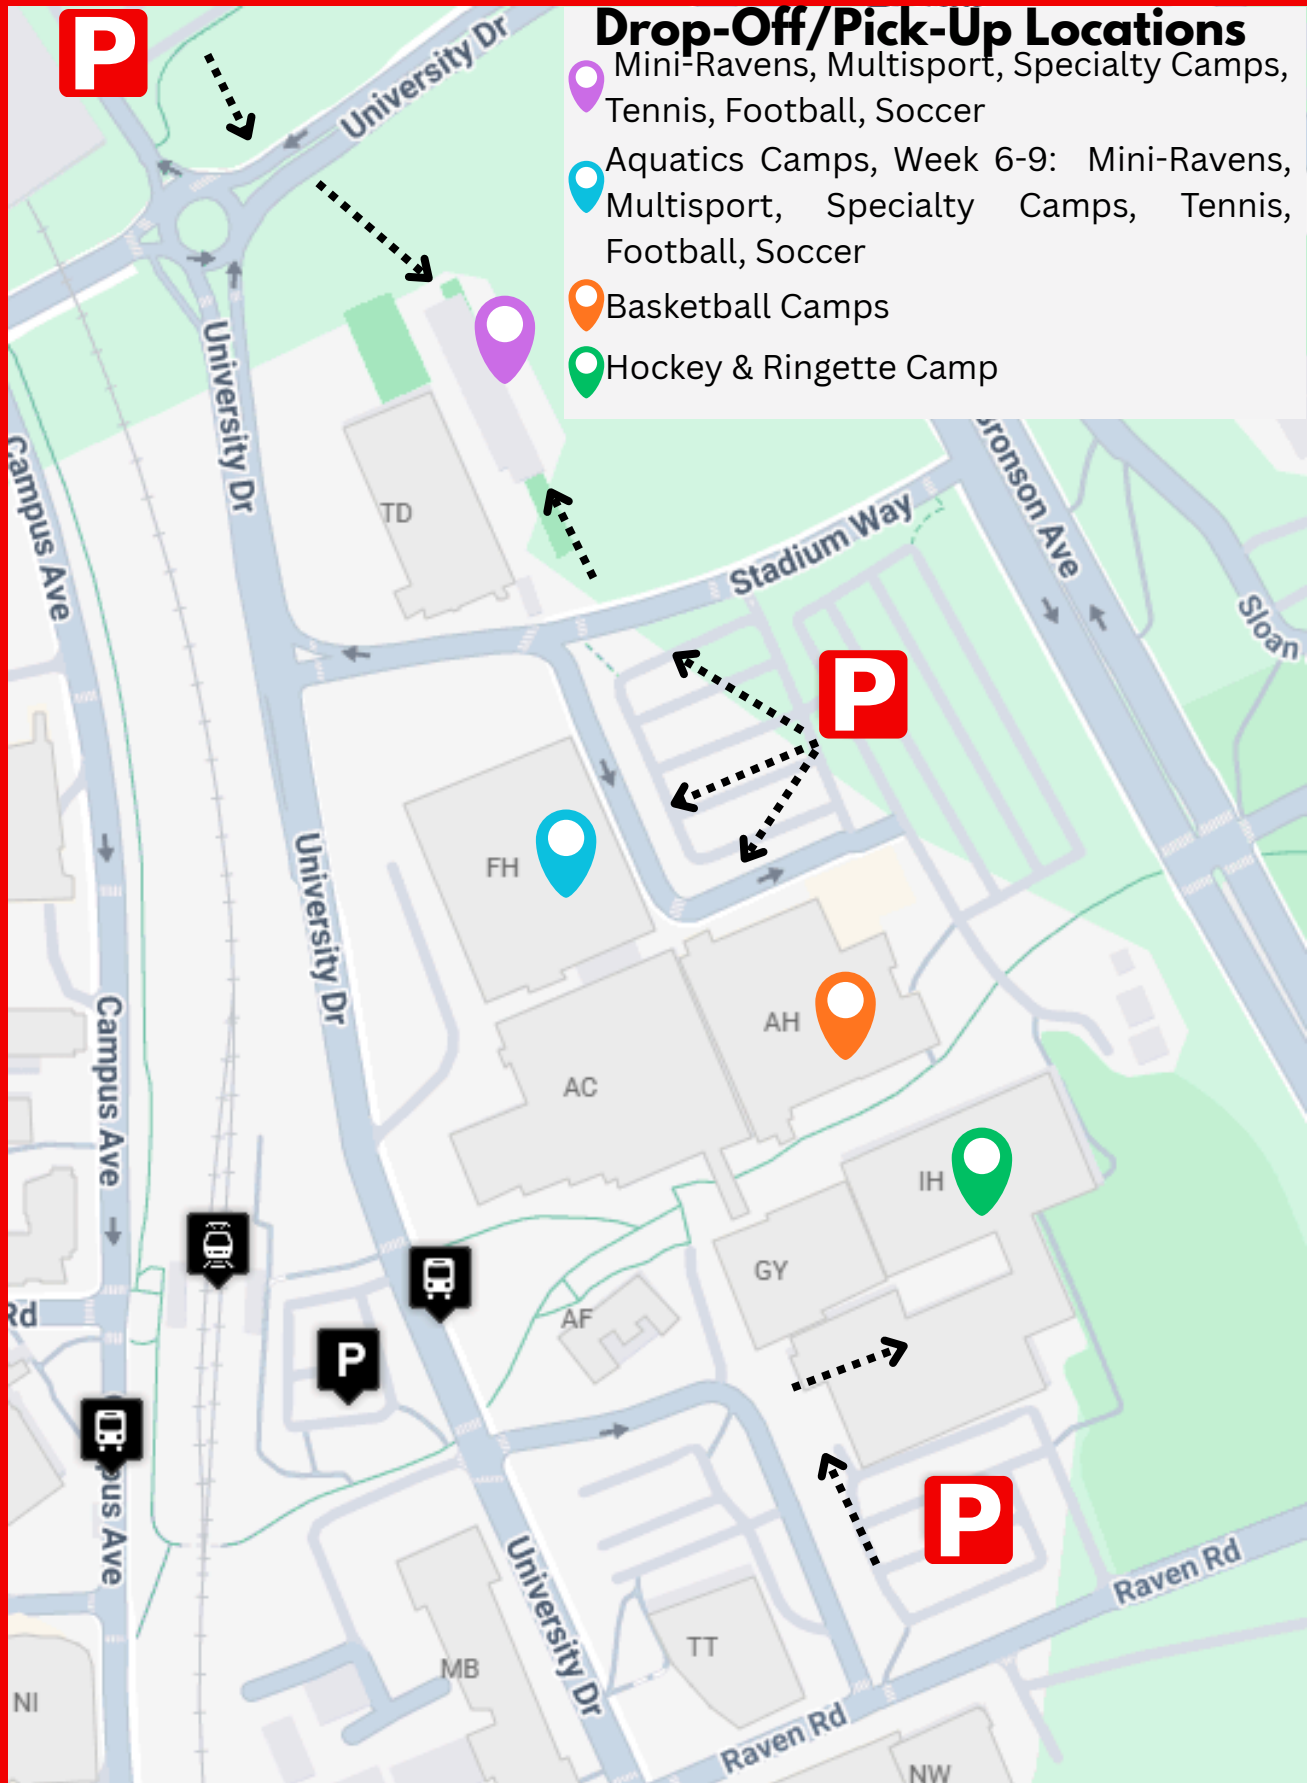 Drop-Off/Pick-Up Locations
Mini-Ravens, Multisport, Specialty Camps,
Tennis, Football, Soccer
Aquatics Camps, Week 6-9: Mini-Ravens,
Multisport, Specialty Camps, Tennis,
Football, Soccer
Basketball Camps
Hockey & Ringette Camp
P
University Dr
University Dr
Campus Ave
TD
Stadium Way
Bronson Ave
Sloan
P
FH
University Dr
Campus Ave
AH
AC
IH
GY
AF
Rd
P
pus Ave
P
University Dr
Raven Rd
TT
MB
NI
Raven Rd
NW